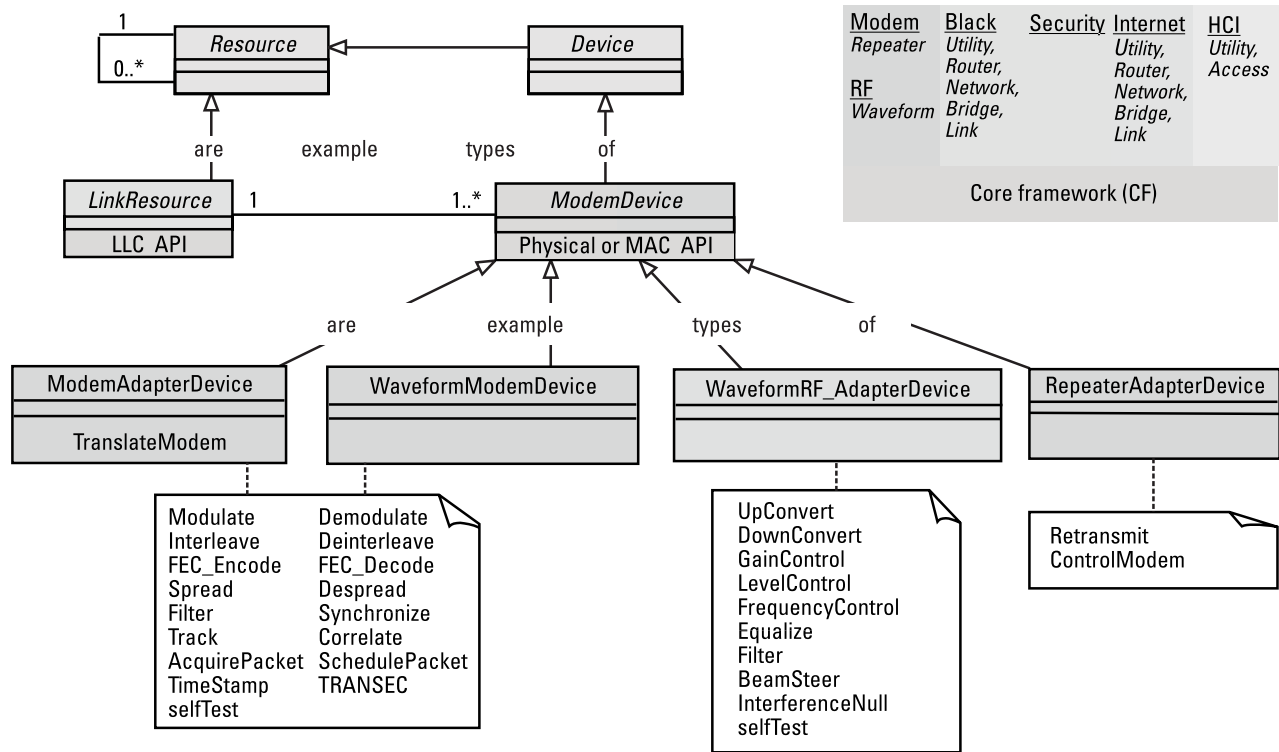 1
Resource
0..*
Device
are example types of
LinkResource
LLC API
1
1..*
ModemDevice
Physical or MAC API
Modem
Repeater
RF
Waveform
Black
Utility,
Router,
Network,
Bridge,
Link
Security
Internet
Utility,
Router,
Network,
Bridge,
Link
HCI
Utility,
Access
Core framework (CF)
are example types of
ModemAdapterDevice
TranslateModem
WaveformModemDevice
WaveformRF_AdapterDevice
RepeaterAdapterDevice
Modulate Demodulate
Interleave Deinterleave
FEC_Encode FEC_Decode
Spread Despread
Filter Synchronize
Track Correlate
AcquirePacket SchedulePacket
TimeStamp TRANSEC
selfTest
UpConvert
DownConvert
GainControl
LevelControl
FrequencyControl
Equalize
Filter
BeamSteer
InterferenceNull
selfTest
Retransmit
ControlModem